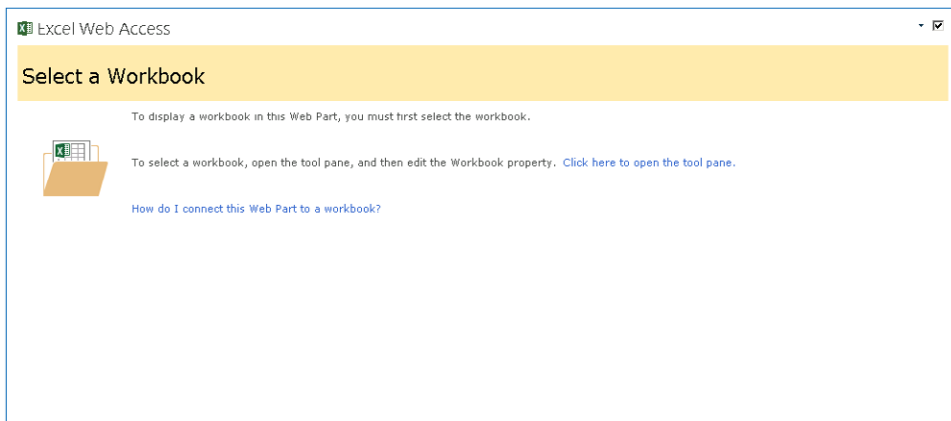 Excel Web Access
Select a Workbook
To display a workbook in this Web Part, you must first select the workbook.
To select a workbook, open the tool pane, and then edit the Workbook property. Click here to open the tool pane.
How do I connect this Web Part to a workbook?